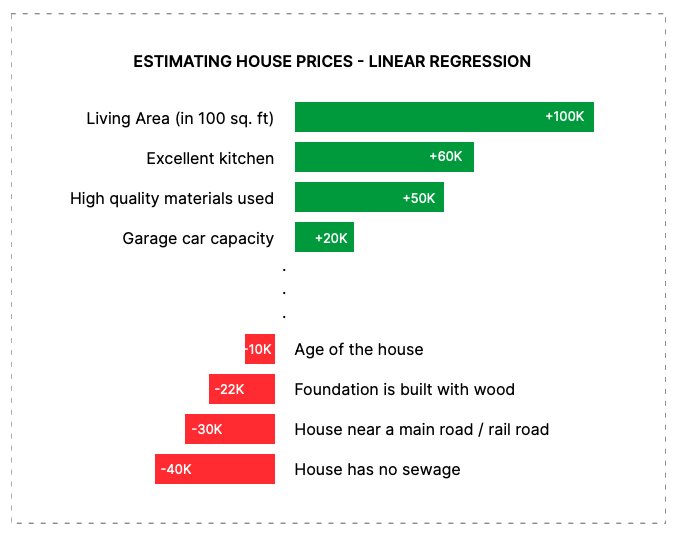 ESTIMATING HOUSE PRICES - LINEAR REGRESSION
Living Area (in 100 sq. ft) +100K
Excellent kitchen +60K
High quality materials used +50K
Garage car capacity +20K
.
.
.
-10K Age of the house
-22K Foundation is built with wood
-30K House near a main road / rail road
-40K House has no sewage